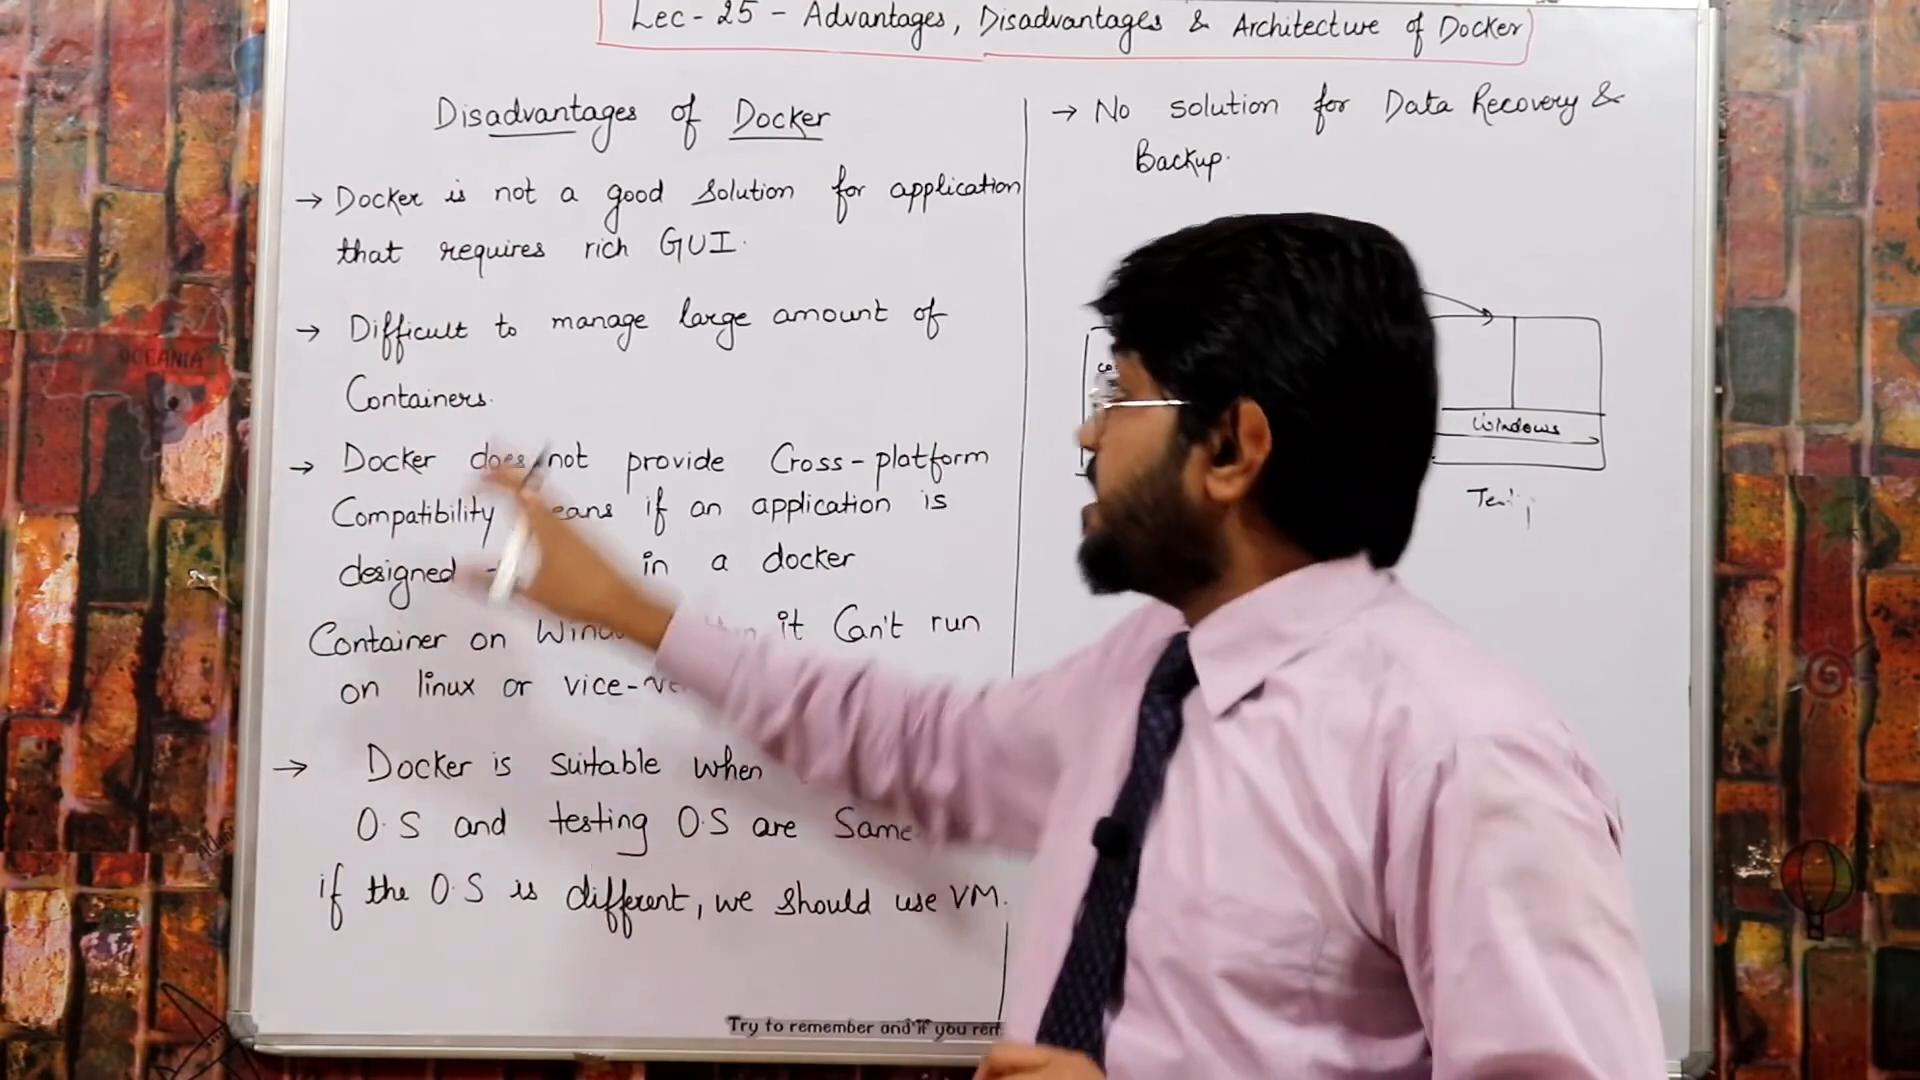 Lec - 25 - Advantages, Disadvantages & Architecture of Docker
Disadvantages of Docker
→ Docker is not a good solution for application
that requires rich GUI.
→ Difficult to manage large amount of
Containers.
→ Docker does not provide Cross-platform
Compatibility if an application is
designed in a docker
Container on it Can't run
on linux or
→ Docker is suitable when
O.S and testing O.S are Same
if the O.S is different, we should use VM.
→ No solution for Data Recovery &
Backup.
Windows
OCEANIA
Try to remember and if you